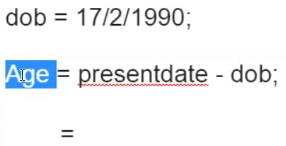 dob = 17/2/1990;
Age = presentdate - dob;
=